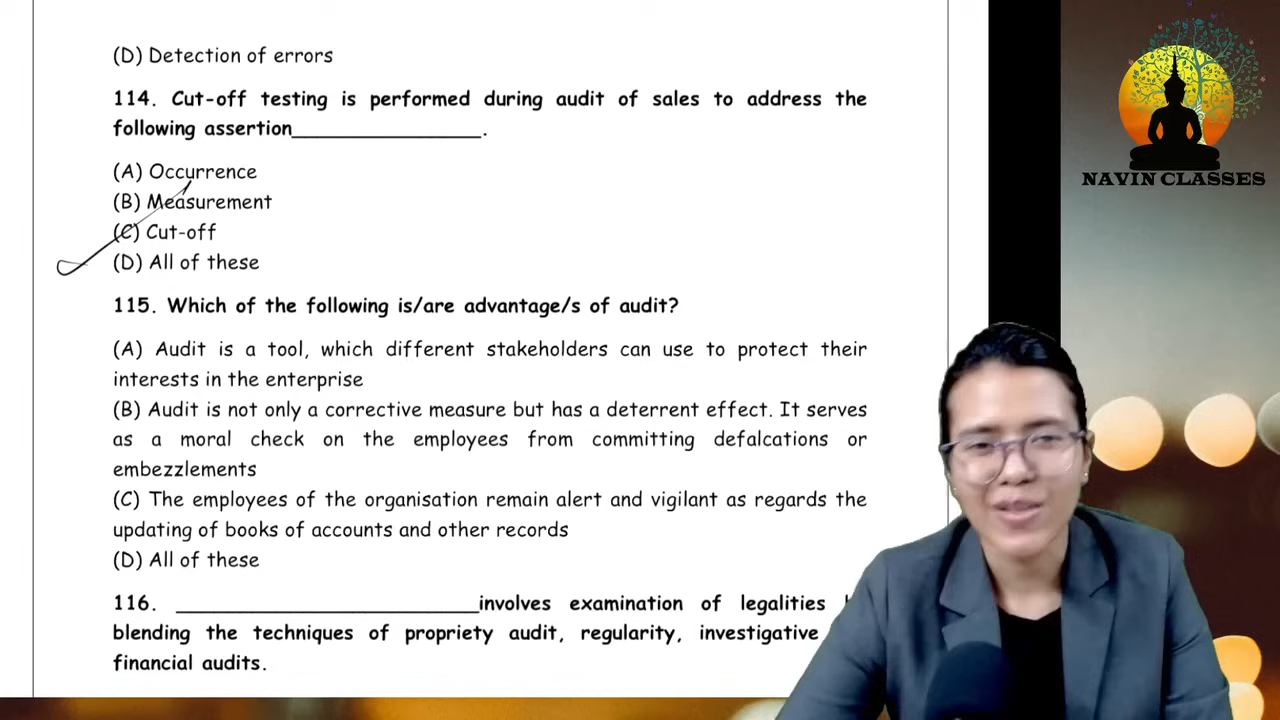 (D) Detection of errors
114. Cut-off testing is performed during audit of sales to address the
following assertion_________________.
(A) Occurrence
(B) Measurement
(C) Cut-off
(D) All of these
115. Which of the following is/are advantage/s of audit?
(A) Audit is a tool, which different stakeholders can use to protect their
interests in the enterprise
(B) Audit is not only a corrective measure but has a deterrent effect. It serves
as a moral check on the employees from committing defalcations or
embezzlements
(C) The employees of the organisation remain alert and vigilant as regards the
updating of books of accounts and other records
(D) All of these
116. ___________________________involves examination of legalities
blending the techniques of propriety audit, regularity, investigative
financial audits.
NAVIN CLASSES